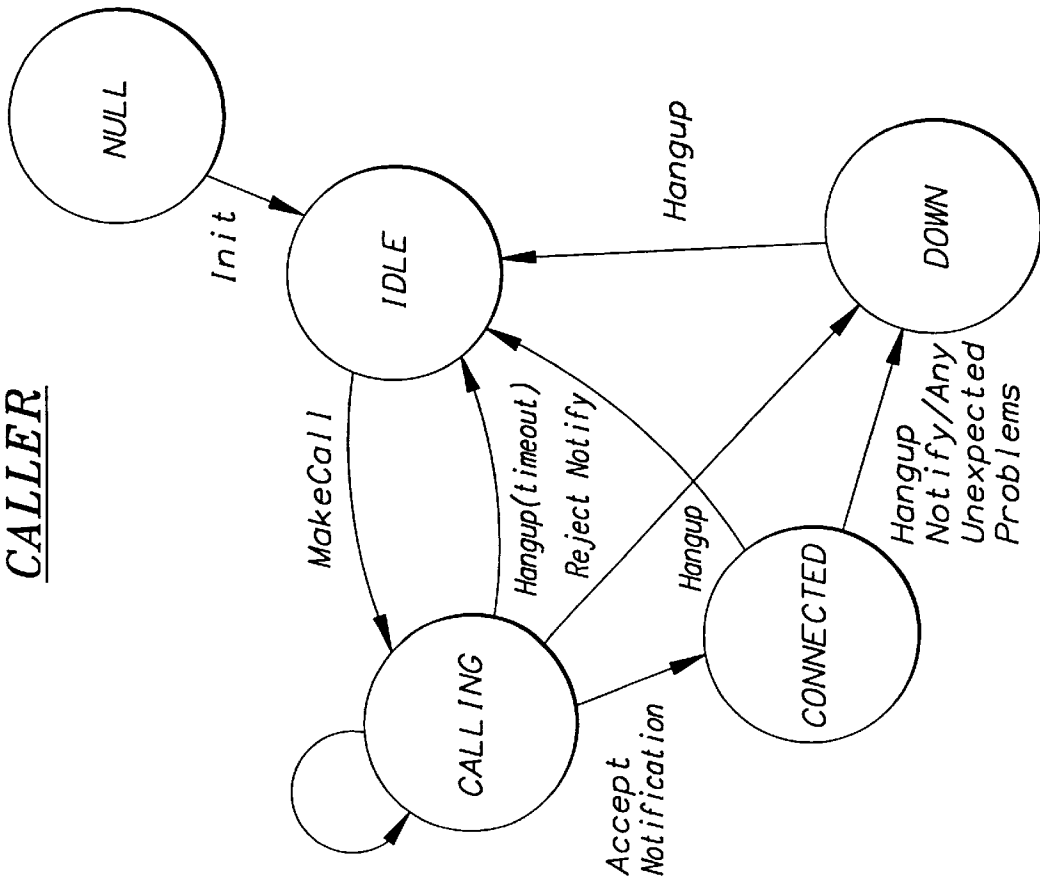 CALLER
NULL
Init
IDLE
MakeCall
Hangup(timeout)
Reject Notify
Hangup
Hangup
CALLING
Accept
Notification
CONNECTED
Hangup
Notify/Any
Unexpected
Problems
DOWN